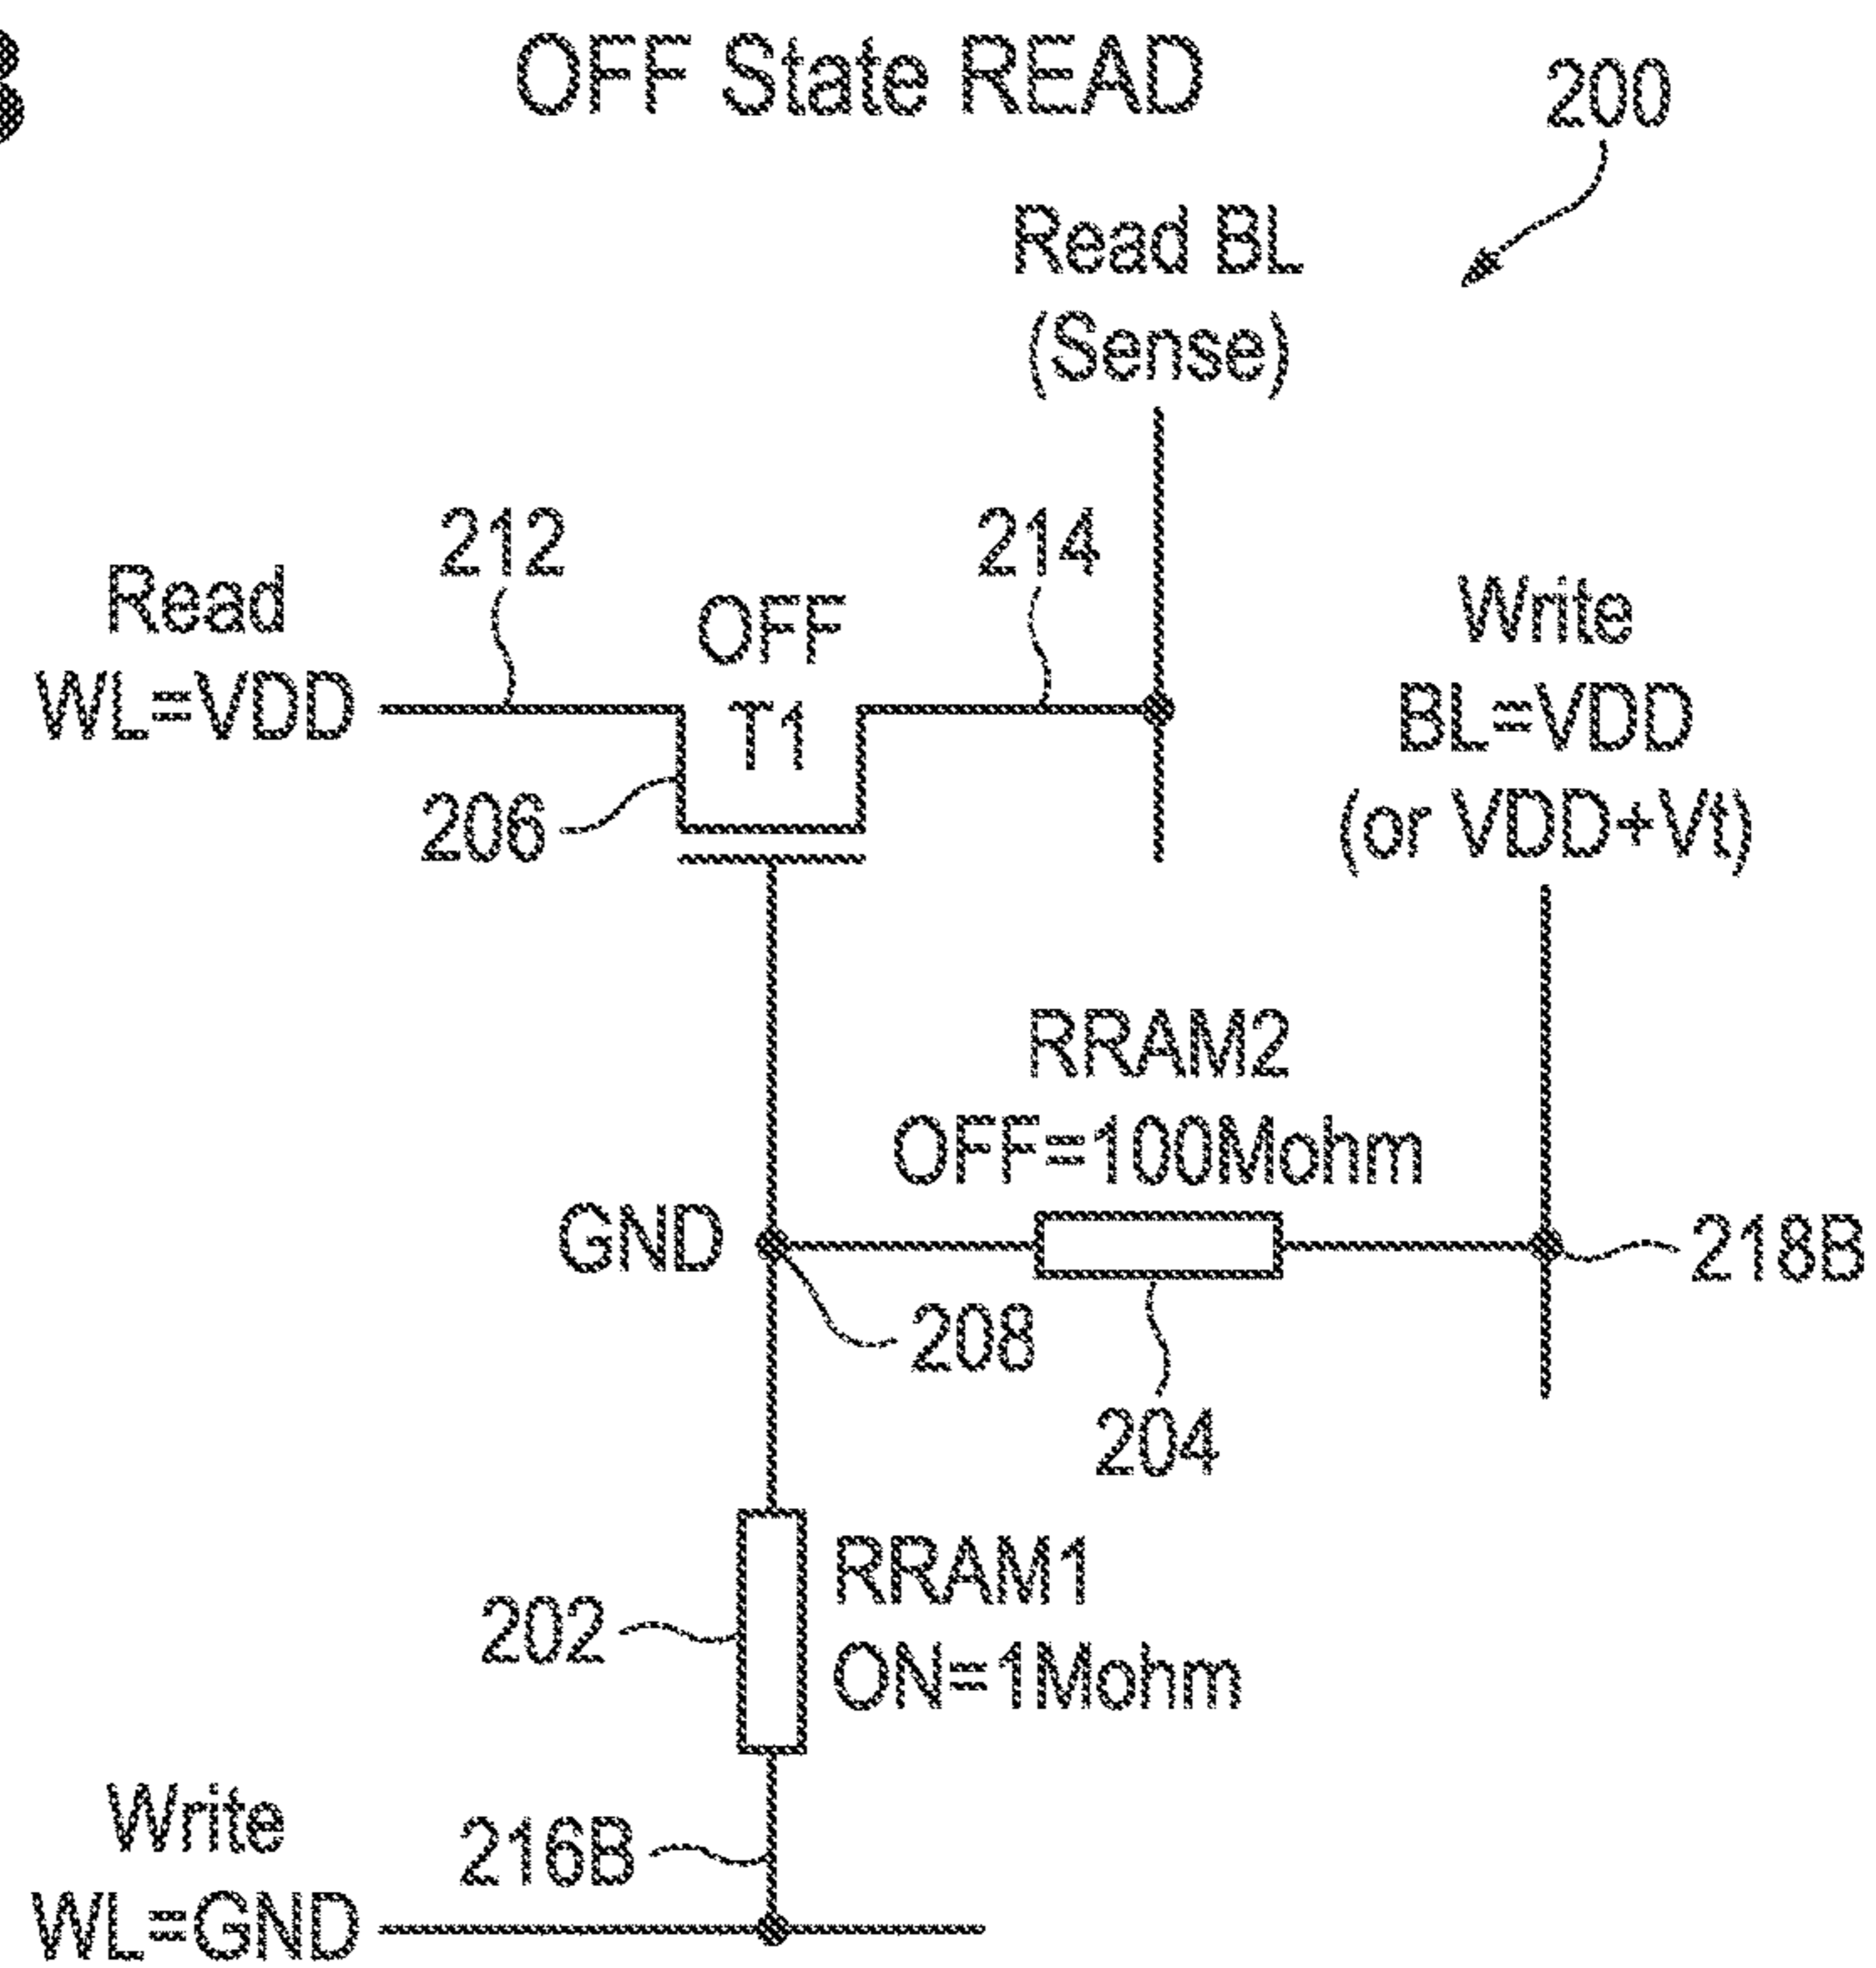 OFF State READ
200
Read BL
(Sense)
212
214
Read
WL=VDD
OFF
T1
Write
BL=VDD
(or VDD+Vt)
206
RRAM2
OFF=100Mohm
GND
218B
208
204
RRAM1
ON=1Mohm
202
Write
WL=GND
216B